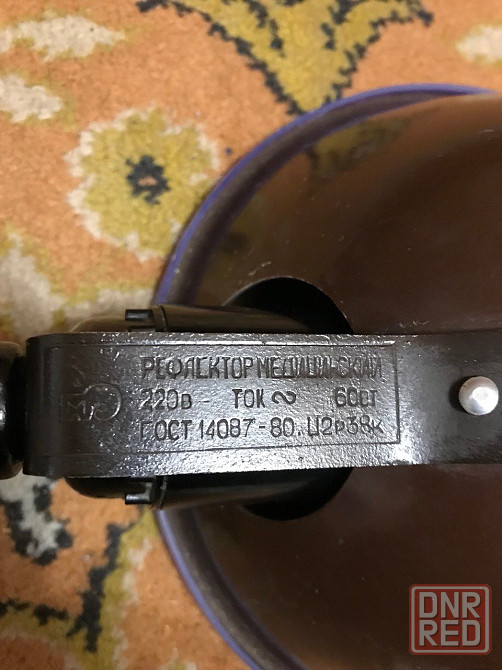 РЕФЛЕКТОР МЕДИЦИНСКИЙ
220В - ТОК ∾ 60ВТ
ГОСТ 14087-80. Ц2р38к
DNR
RED